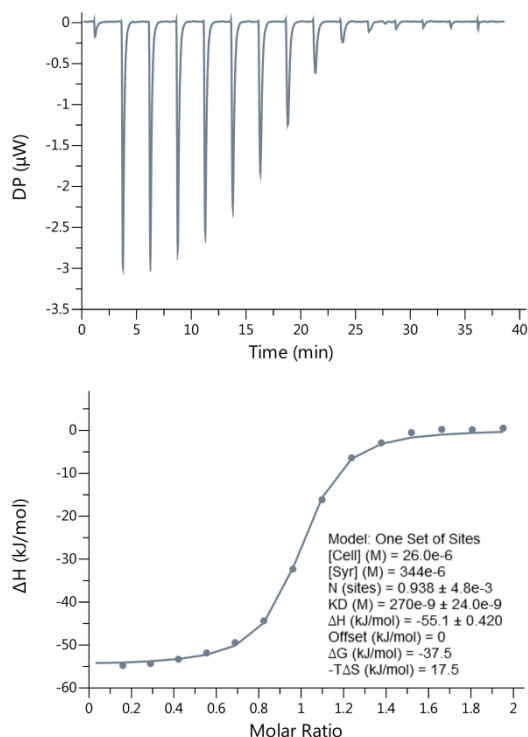 0
-0.5
-1
-1.5
-2
-2.5
-3
-3.5
DP (µW)
0 5 10 15 20 25 30 35 40
Time (min)
0
-10
-20
-30
-40
-50
-60
ΔH (kJ/mol)
Model: One Set of Sites
[Cell] (M) = 26.0e-6
[Syr] (M) = 344e-6
N (sites) = 0.938 ± 4.8e-3
KD (M) = 270e-9 ± 24.0e-9
ΔH (kJ/mol) = -55.1 ± 0.420
Offset (kJ/mol) = 0
ΔG (kJ/mol) = -37.5
-TΔS (kJ/mol) = 17.5
0 0.2 0.4 0.6 0.8 1 1.2 1.4 1.6 1.8 2
Molar Ratio